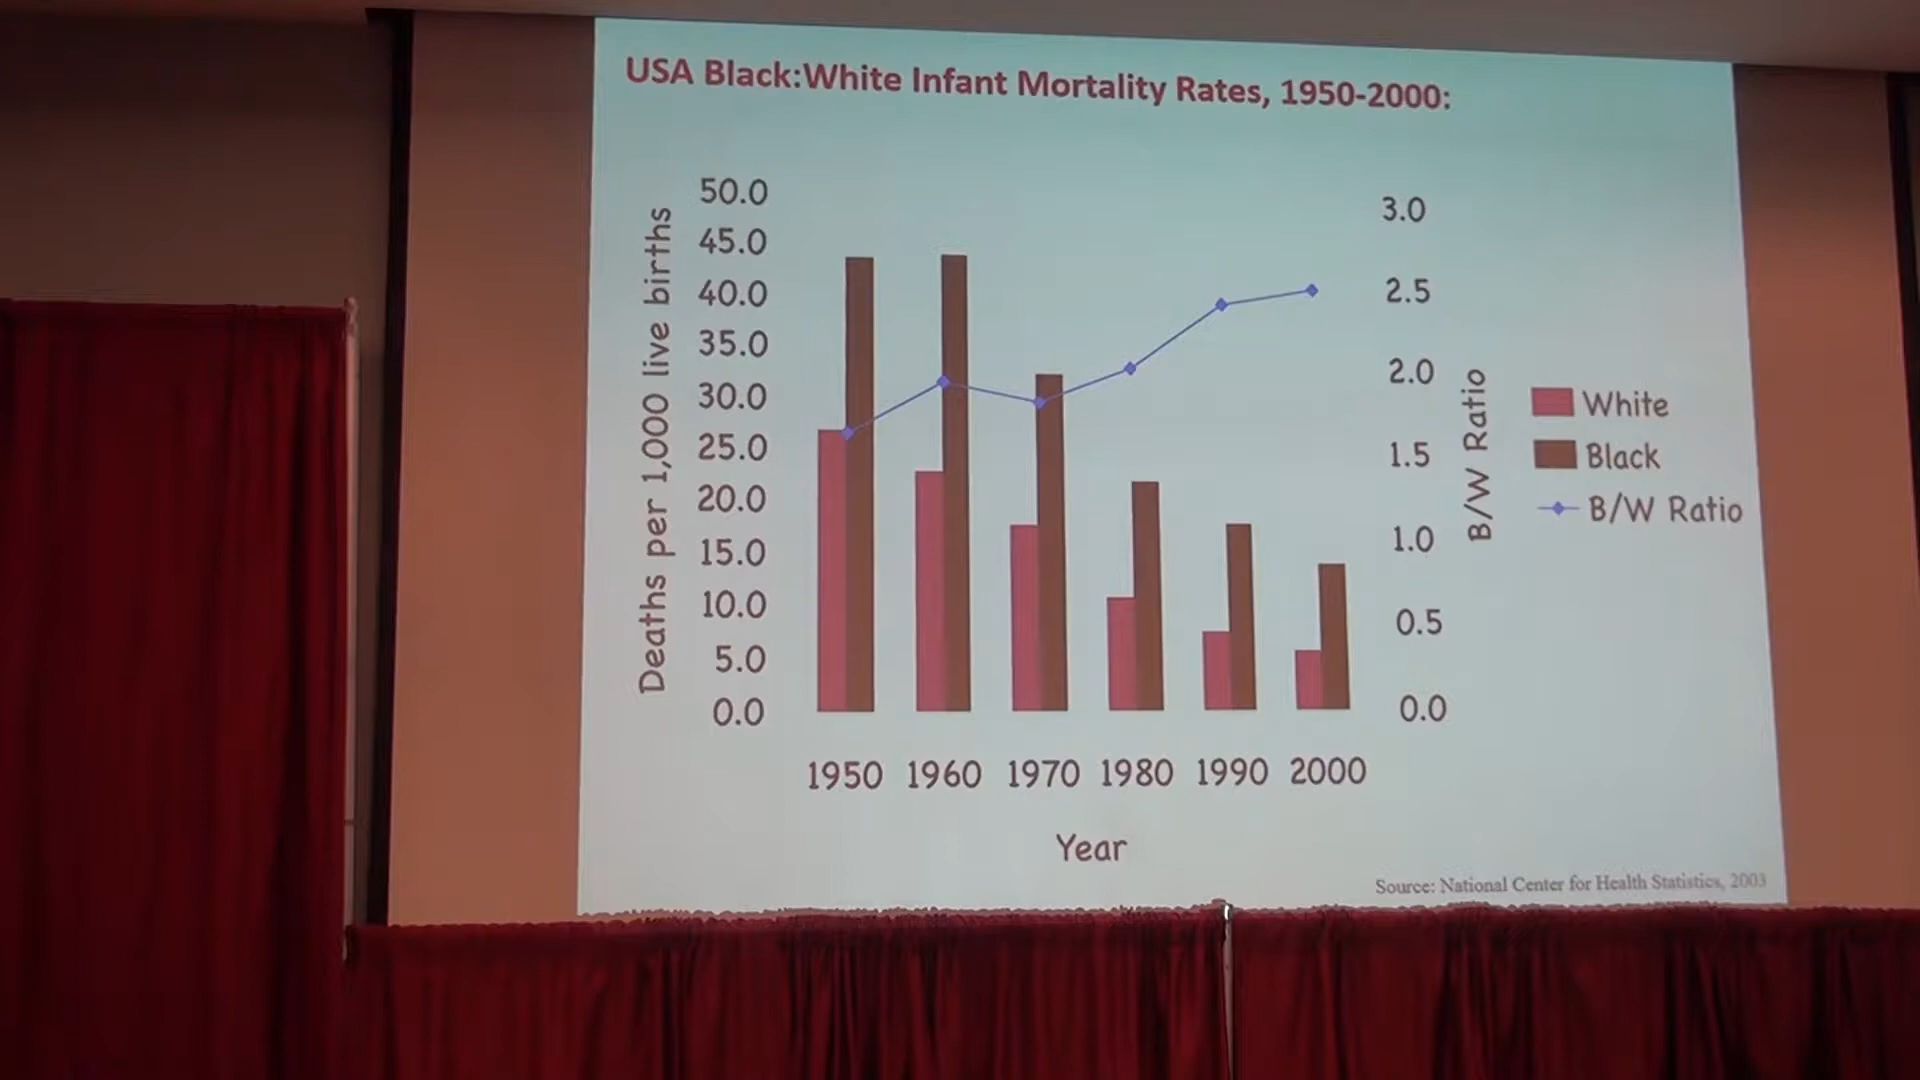 USA Black:White Infant Mortality Rates, 1950-2000:
Deaths per 1,000 live births
50.0
45.0
40.0
35.0
30.0
25.0
20.0
15.0
10.0
5.0
0.0
3.0
2.5
2.0
1.5
1.0
0.5
0.0
B/W Ratio
White
Black
B/W Ratio
1950 1960 1970 1980 1990 2000
Year
Source: National Center for Health Statistics, 2003